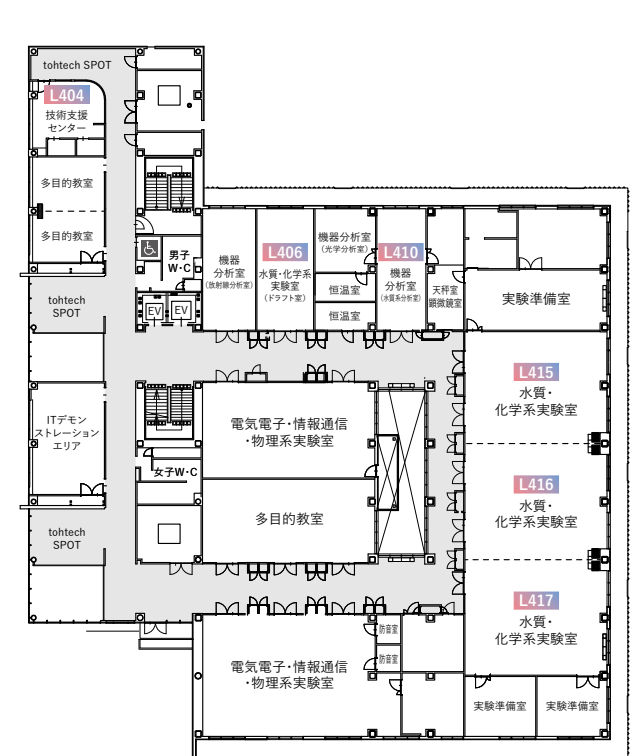 tohtech SPOT
L404
技術支援
センター
多目的教室
多目的教室
男子
W・C
EV
EV
tohtech
SPOT
機器
分析室
(放射線分析室)
L406
水質・化学系
実験室
(ドラフト室)
機器分析室
(光学分析室)
恒温室
恒温室
L410
機器
分析室
(水質系分析室)
天秤室
顕微鏡室
実験準備室
L415
水質・
化学系実験室
ITデモン
ストレーション
エリア
電気電子・情報通信
・物理系実験室
女子W・C
多目的教室
L416
水質・
化学系実験室
tohtech
SPOT
L417
水質・
化学系実験室
防音室
防音室
電気電子・情報通信
・物理系実験室
実験準備室
実験準備室